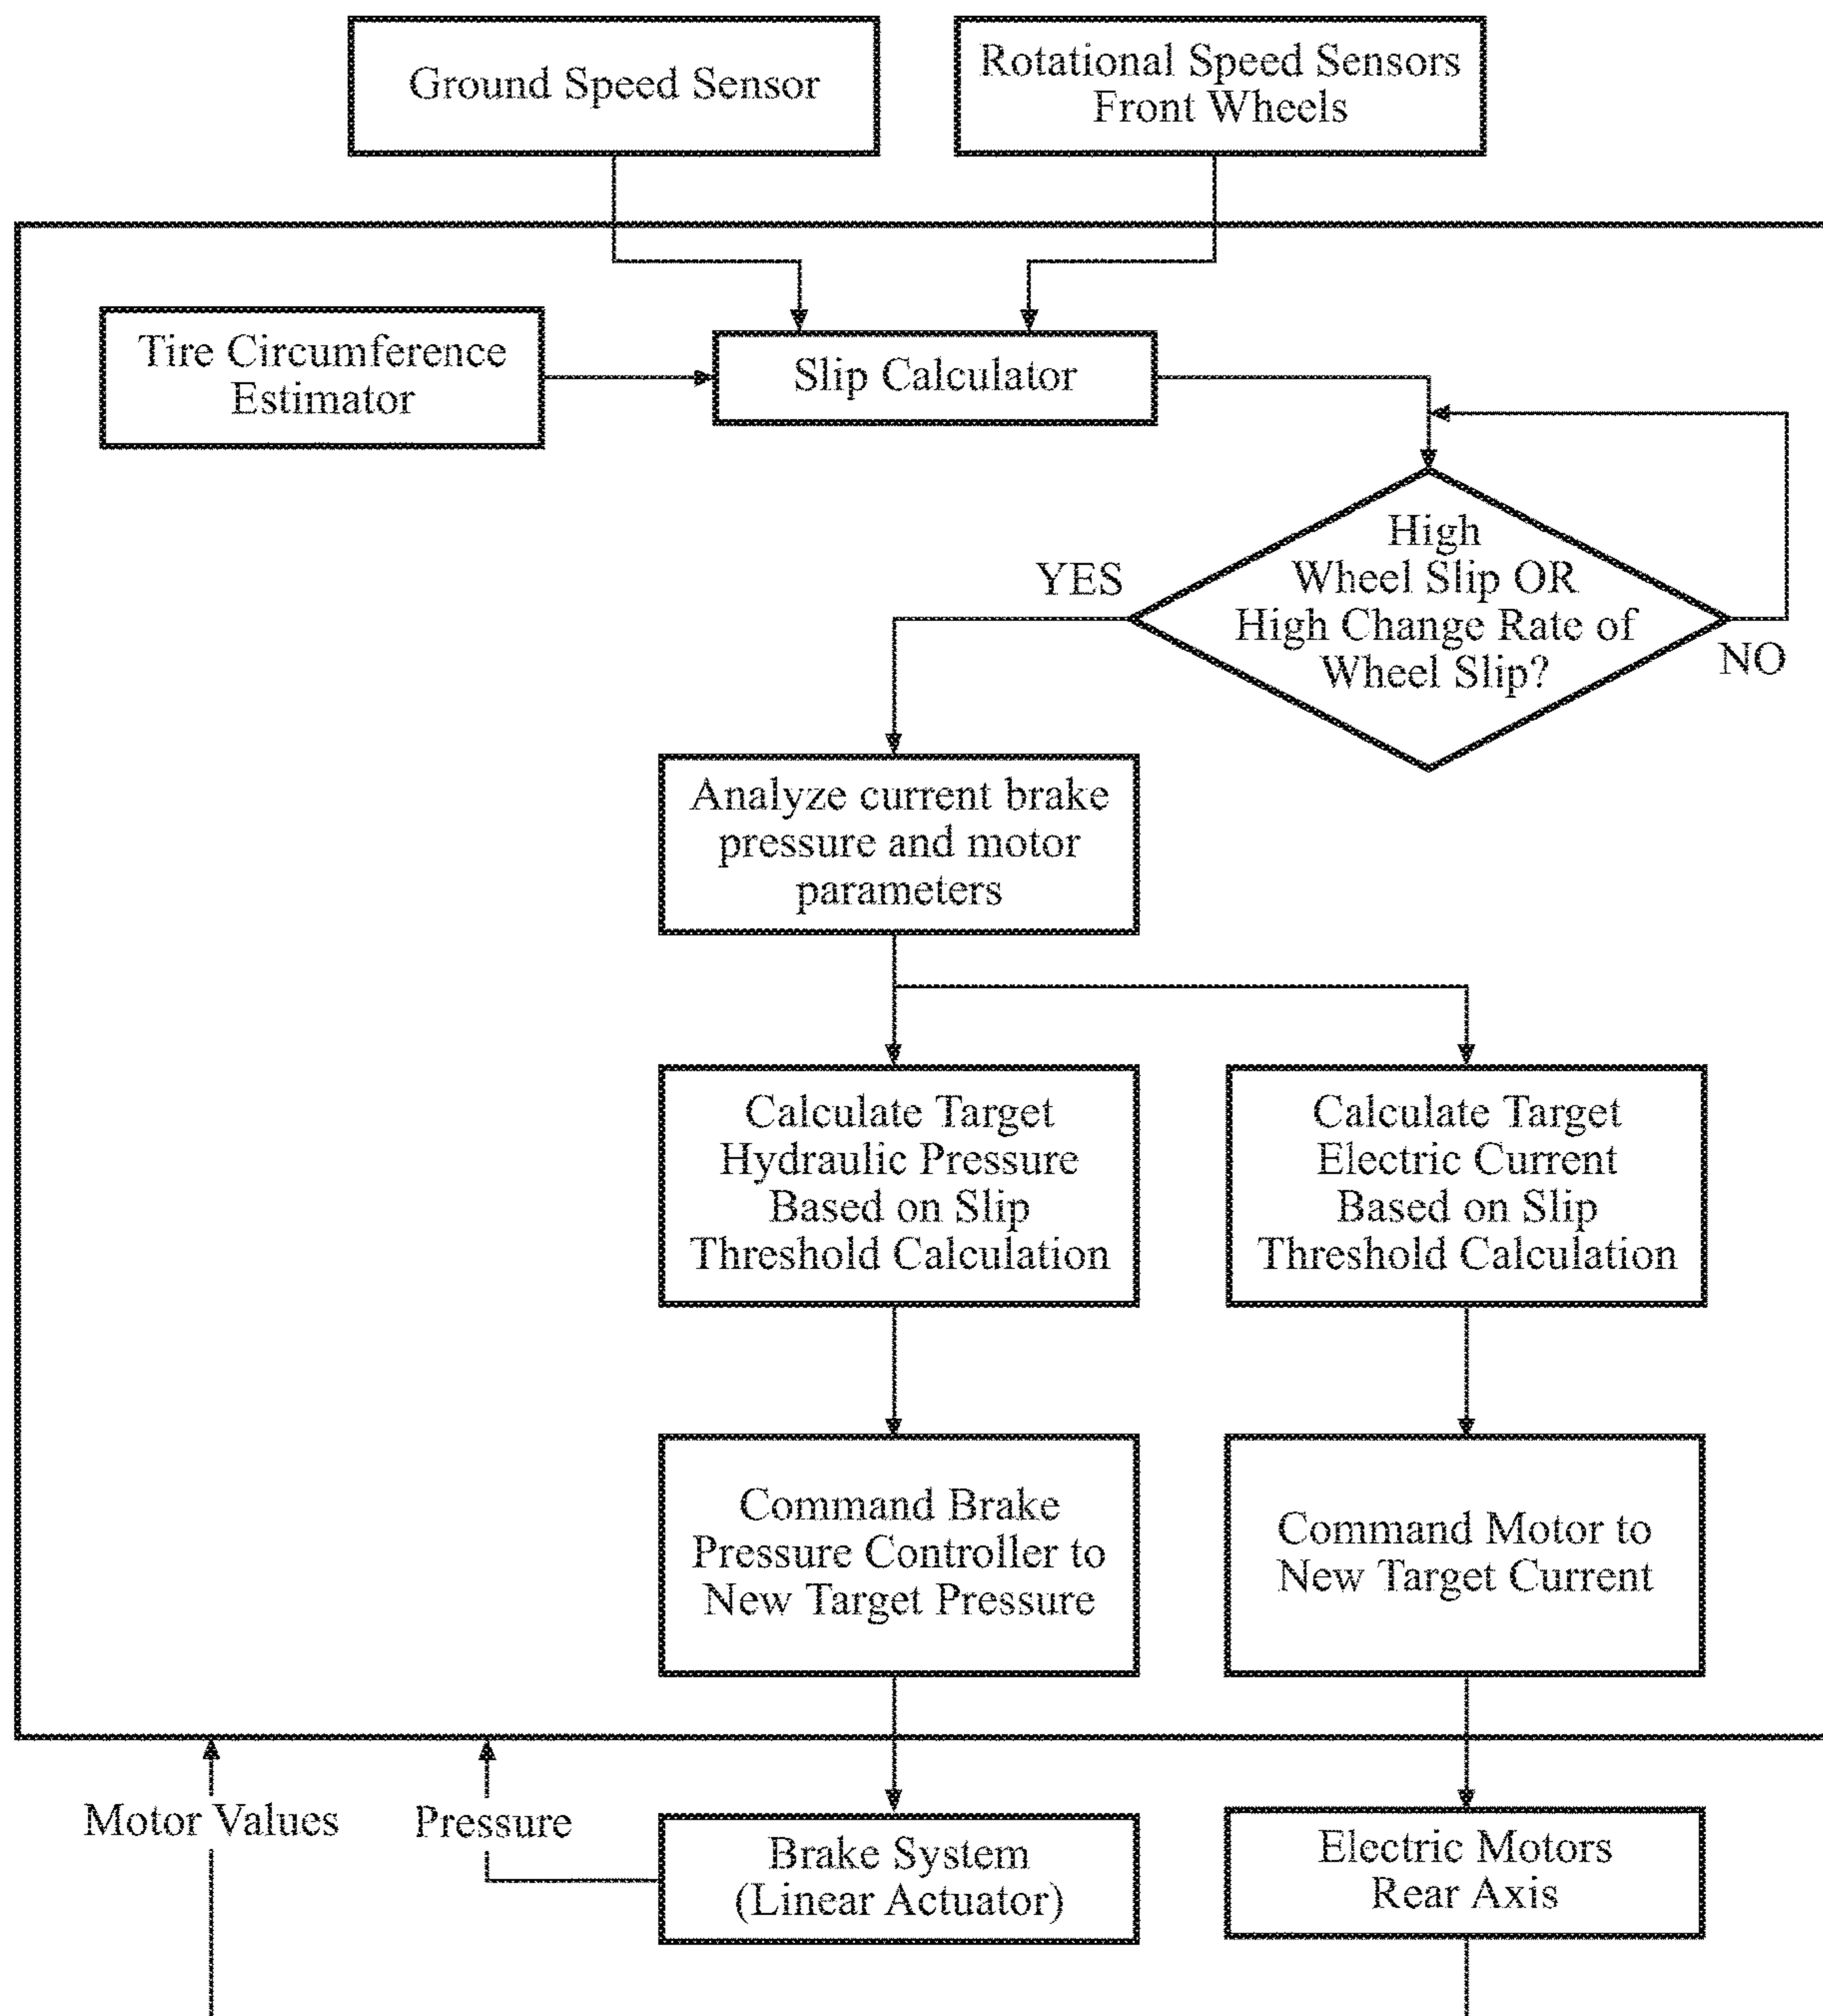 Ground Speed Sensor
Rotational Speed Sensors
Front Wheels
Tire Circumference
Estimator
Slip Calculator
High
Wheel Slip OR
High Change Rate of
Wheel Slip?
YES
NO
Analyze current brake
pressure and motor
parameters
Calculate Target
Hydraulic Pressure
Based on Slip
Threshold Calculation
Calculate Target
Electric Current
Based on Slip
Threshold Calculation
Command Brake
Pressure Controller to
New Target Pressure
Command Motor to
New Target Current
Motor Values
Pressure
Brake System
(Linear Actuator)
Electric Motors
Rear Axis